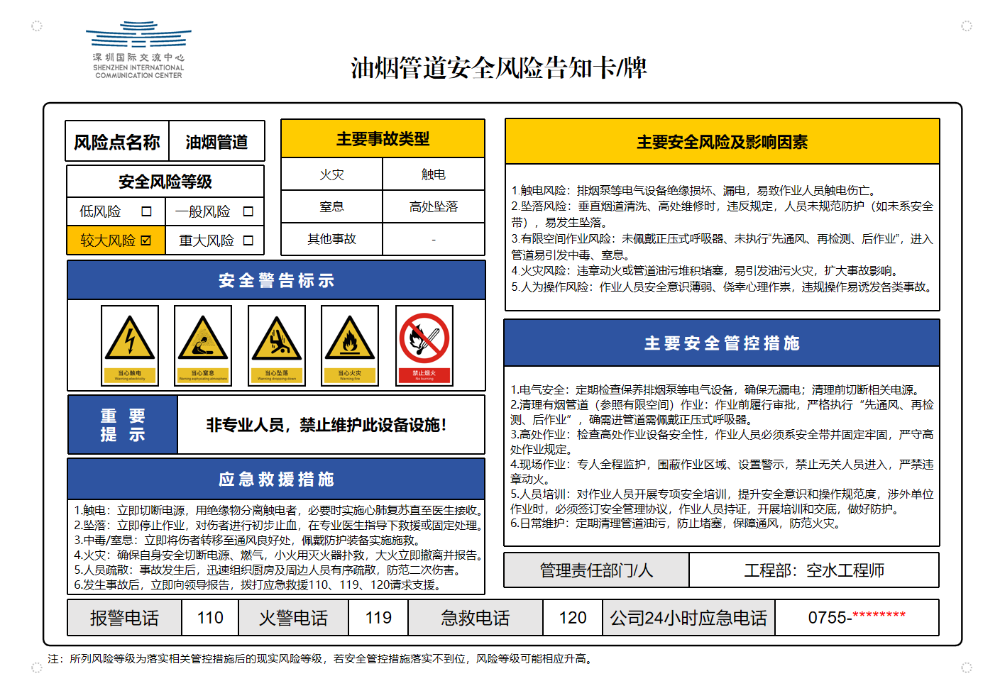 深圳国际交流中心
SHENZHEN INTERNATIONAL
COMMUNICATION CENTER
油烟管道安全风险告知卡/牌
风险点名称 油烟管道
安全风险等级
低风险 ☐ 一般风险 ☐
较大风险 ☑ 重大风险 ☐
主要事故类型
火灾 触电
窒息 高处坠落
其他事故 -
安全警告标示
当心触电
Warning electricity
当心窒息
Warning asphyxiating atmosphere
当心坠落
Warning dropping down
当心火灾
Warning fire
禁止烟火
No burning
重 要
提 示
非专业人员，禁止维护此设备设施！
应急救援措施
1.触电：立即切断电源，用绝缘物分离触电者，必要时实施心肺复苏直至医生接收。
2.坠落：立即停止作业，对伤者进行初步止血，在专业医生指导下救援或固定处理。
3.中毒/窒息：立即将伤者转移至通风良好处，佩戴防护装备实施施救。
4.火灾：确保自身安全切断电源、燃气，小火用灭火器扑救，大火立即撤离并报告。
5.人员疏散：事故发生后，迅速组织厨房及周边人员有序疏散，防范二次伤害。
6.发生事故后，立即向领导报告，拨打应急救援110、119、120请求支援。
主要安全风险及影响因素
1.触电风险：排烟泵等电气设备绝缘损坏、漏电，易致作业人员触电伤亡。
2.坠落风险：垂直烟道清洗、高处维修时，违反规定，人员未规范防护（如未系安全
带），易发生坠落。
3.有限空间作业风险：未佩戴正压式呼吸器、未执行“先通风、再检测、后作业”，进入
管道易引发中毒、窒息。
4.火灾风险：违章动火或管道油污堆积堵塞，易引发油污火灾，扩大事故影响。
5.人为操作风险：作业人员安全意识薄弱、侥幸心理作祟，违规操作易诱发各类事故。
主要安全管控措施
1.电气安全：定期检查保养排烟泵等电气设备，确保无漏电；清理前切断相关电源。
2.清理有烟管道（参照有限空间）作业：作业前履行审批，严格执行“先通风、再检
测、后作业”，确需进管道需佩戴正压式呼吸器。
3.高处作业：检查高处作业设备安全性，作业人员必须系安全带并固定牢固，严守高
处作业规定。
4.现场作业：专人全程监护，围蔽作业区域、设置警示，禁止无关人员进入，严禁违
章动火。
5.人员培训：对作业人员开展专项安全培训，提升安全意识和操作规范度，涉外单位
作业时，必须签订安全管理协议，作业人员持证，开展培训和交底，做好防护。
6.日常维护：定期清理管道油污，防止堵塞，保障通风，防范火灾。
管理责任部门/人 工程部：空水工程师
报警电话 110 火警电话 119 急救电话 120 公司24小时应急电话 0755-********
注：所列风险等级为落实相关管控措施后的现实风险等级，若安全管控措施落实不到位，风险等级可能相应升高。